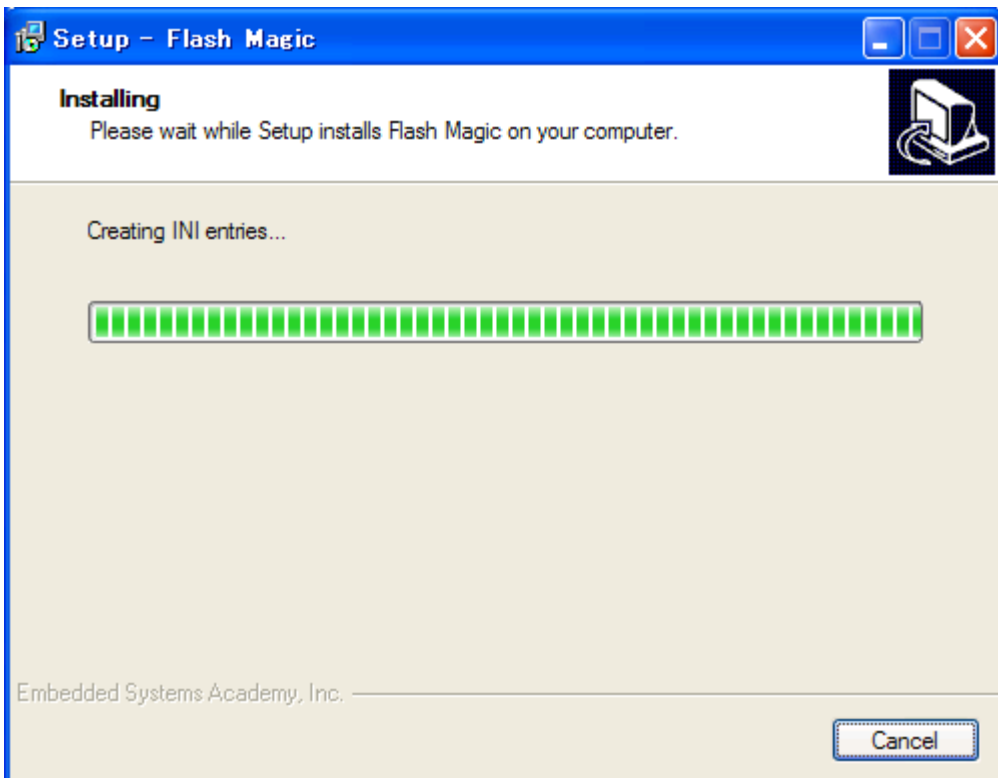 Setup - Flash Magic
Installing
Please wait while Setup installs Flash Magic on your computer.
Creating INI entries...
Embedded Systems Academy, Inc.
Cancel